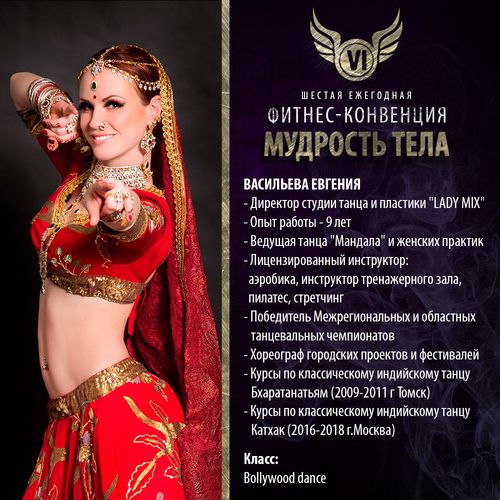 VI
ШЕСТАЯ ЕЖЕГОДНАЯ
ФИТНЕС-КОНВЕНЦИЯ
МУДРОСТЬ ТЕЛА
ВАСИЛЬЕВА ЕВГЕНИЯ
- Директор студии танца и пластики "LADY MIX"
- Опыт работы - 9 лет
- Ведущая танца "Мандала" и женских практик
- Лицензированный инструктор:
аэробика, инструктор тренажерного зала,
пилатес, стретчинг
- Победитель Межрегиональных и областных
танцевальных чемпионатов
- Хореограф городских проектов и фестивалей
- Курсы по классическому индийскому танцу
Бхаратанатьям (2009-2011 г Томск)
- Курсы по классическому индийскому танцу
Катхак (2016-2018 г.Москва)
Класс:
Bollywood dance